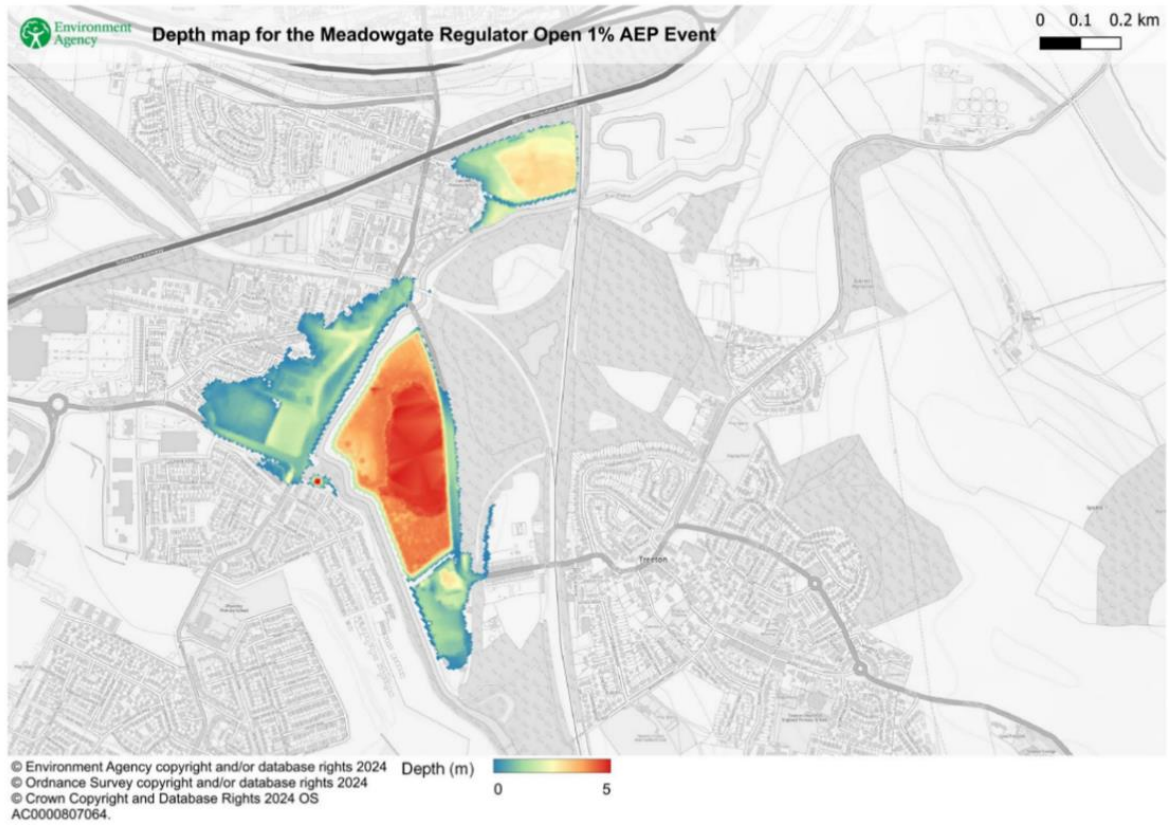 Environment
Agency
Depth map for the Meadowgate Regulator Open 1% AEP Event
0 0.1 0.2 km
Treeton
© Environment Agency copyright and/or database rights 2024
© Ordnance Survey copyright and/or database rights 2024
© Crown Copyright and Database Rights 2024 OS
AC0000807064.
Depth (m)
0 5